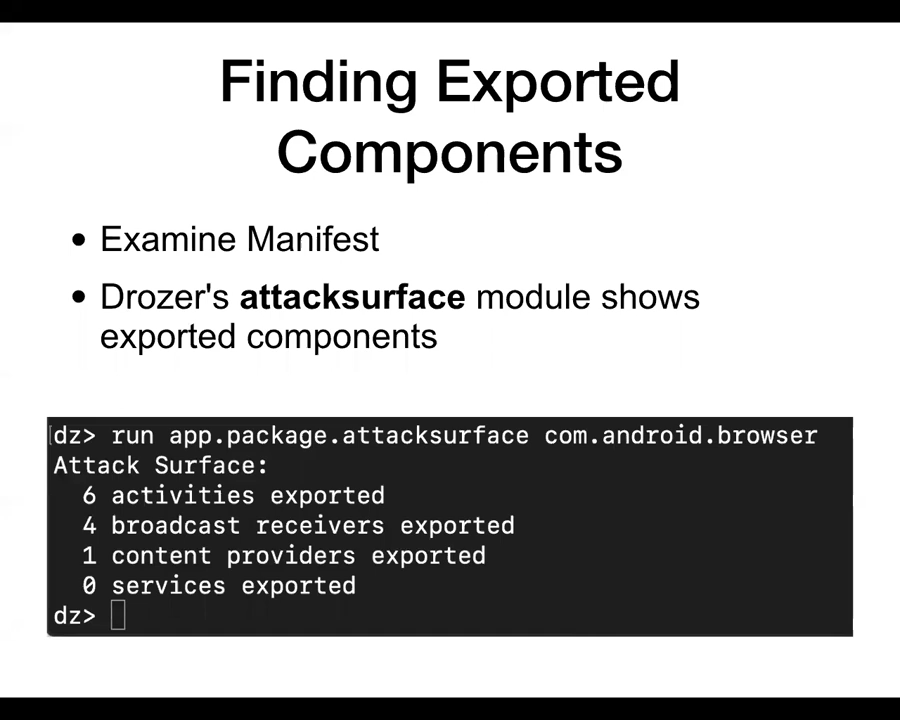 Finding Exported
Components
• Examine Manifest
• Drozer's attacksurface module shows
exported components
[dz> run app.package.attacksurface com.android.browser
Attack Surface:
  6 activities exported
  4 broadcast receivers exported
  1 content providers exported
  0 services exported
dz>